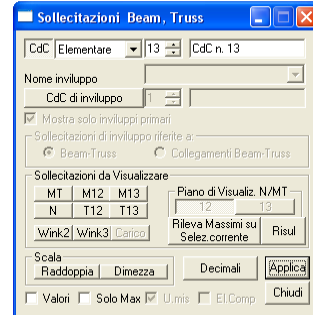 Sollecitazioni Beam, Truss
CdC Elementare 13 CdC n. 13
Nome inviluppo
CdC di inviluppo 1
Mostra solo inviluppi primari
Sollecitazioni di inviluppo riferite a:
Beam-Truss Collegamenti Beam-Truss
Sollecitazioni da Visualizzare
MT M12 M13 Piano di Visualiz. N/MT
N T12 T13 12 13
Wink2 Wink3 Carico Rileva Massimi su Selez.corrente Risul
Scala
Raddoppia Dimezza Decimali Applica
Valori Solo Max U.mis El.Comp Chiudi